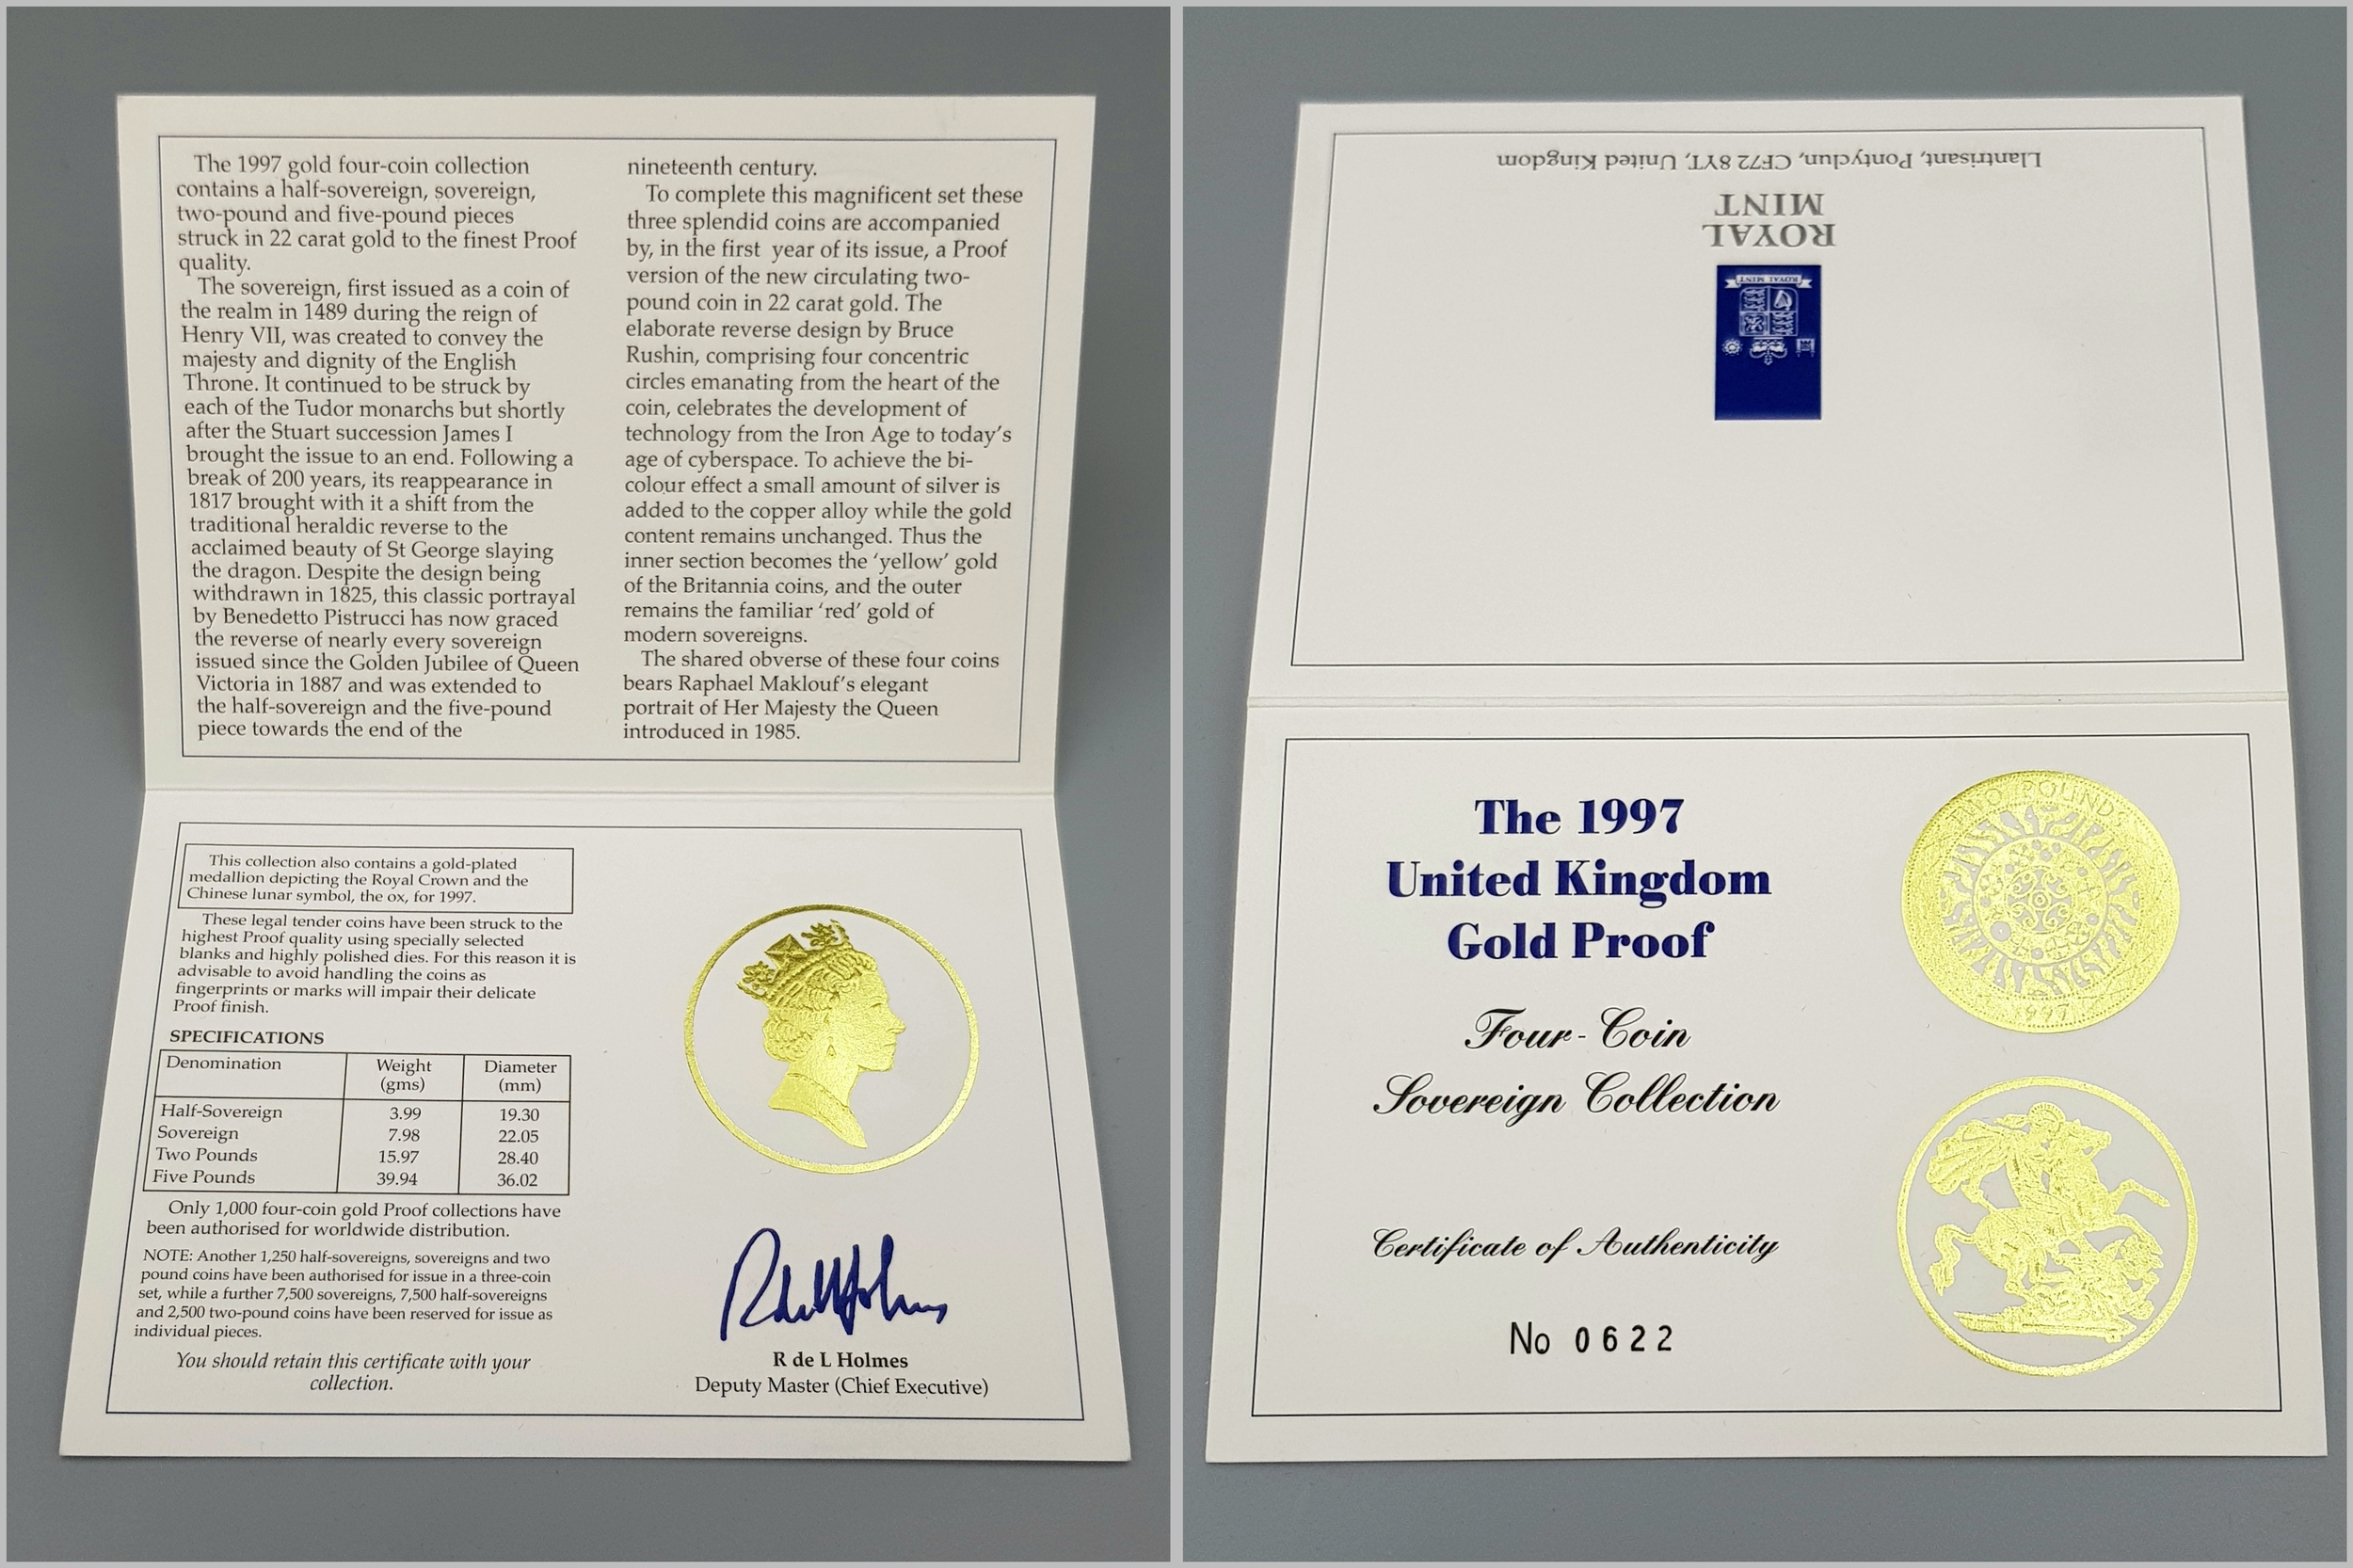 The 1997 gold four-coin collection
contains a half-sovereign, sovereign,
two-pound and five-pound pieces
struck in 22 carat gold to the finest Proof
quality.
The sovereign, first issued as a coin of
the realm in 1489 during the reign of
Henry VII, was created to convey the
majesty and dignity of the English
Throne. It continued to be struck by
each of the Tudor monarchs but shortly
after the Stuart succession James I
brought the issue to an end. Following a
break of 200 years, its reappearance in
1817 brought with it a shift from the
traditional heraldic reverse to the
acclaimed beauty of St George slaying
the dragon. Despite the design being
withdrawn in 1825, this classic portrayal
by Benedetto Pistrucci has now graced
the reverse of nearly every sovereign
issued since the Golden Jubilee of Queen
Victoria in 1887 and was extended to
the half-sovereign and the five-pound
piece towards the end of the
nineteenth century.
To complete this magnificent set these
three splendid coins are accompanied
by, in the first year of its issue, a Proof
version of the new circulating two-
pound coin in 22 carat gold. The
elaborate reverse design by Bruce
Rushin, comprising four concentric
circles emanating from the heart of the
coin, celebrates the development of
technology from the Iron Age to today's
age of cyberspace. To achieve the bi-
colour effect a small amount of silver is
added to the copper alloy while the gold
content remains unchanged. Thus the
inner section becomes the 'yellow' gold
of the Britannia coins, and the outer
remains the familiar 'red' gold of
modern sovereigns.
The shared obverse of these four coins
bears Raphael Maklouf's elegant
portrait of Her Majesty the Queen
introduced in 1985.
This collection also contains a gold-plated
medallion depicting the Royal Crown and the
Chinese lunar symbol, the ox, for 1997.
These legal tender coins have been struck to the
highest Proof quality using specially selected
blanks and highly polished dies. For this reason it is
advisable to avoid handling the coins as
fingerprints or marks will impair their delicate
Proof finish.
SPECIFICATIONS
Denomination Weight (gms) Diameter (mm)
Half-Sovereign 3.99 19.30
Sovereign 7.98 22.05
Two Pounds 15.97 28.40
Five Pounds 39.94 36.02
Only 1,000 four-coin gold Proof collections have
been authorised for worldwide distribution.
NOTE: Another 1,250 half-sovereigns, sovereigns and two
pound coins have been authorised for issue in a three-coin
set, while a further 7,500 sovereigns, 7,500 half-sovereigns
and 2,500 two-pound coins have been reserved for issue as
individual pieces.
You should retain this certificate with your
collection.
R de L Holmes
R de L Holmes
Deputy Master (Chief Executive)
ROYAL MINT
ROYAL
MINT
Llantrisant, Pontyclun, CF72 8YT, United Kingdom
The 1997
United Kingdom
Gold Proof
Four-Coin
Sovereign Collection
Certificate of Authenticity
No 0622
TWO POUNDS
1997